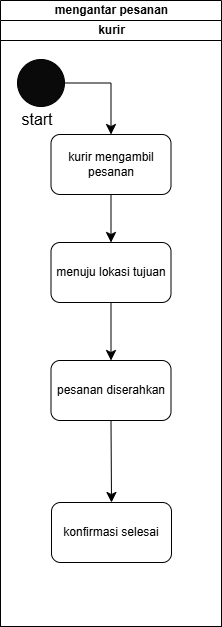 mengantar pesanan
kurir
start
kurir mengambil
pesanan
menuju lokasi tujuan
pesanan diserahkan
konfirmasi selesai